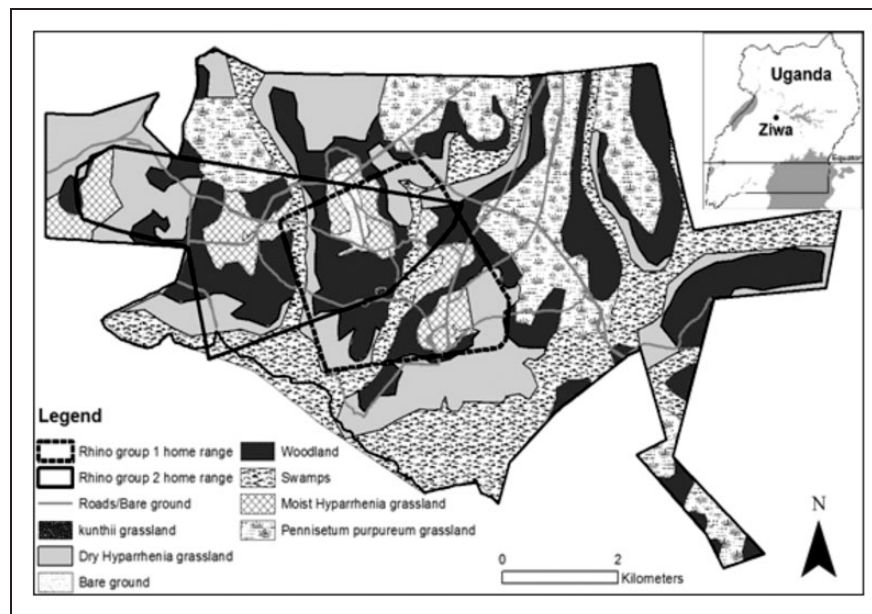 Uganda
Ziwa
Equator
Legend
Rhino group 1 home range
Rhino group 2 home range
Roads/Bare ground
kunthii grassland
Dry Hyparrhenia grassland
Bare ground
Woodland
Swamps
Moist Hyparrhenia grassland
Pennisetum purpureum grassland
N
0 2
Kilometers